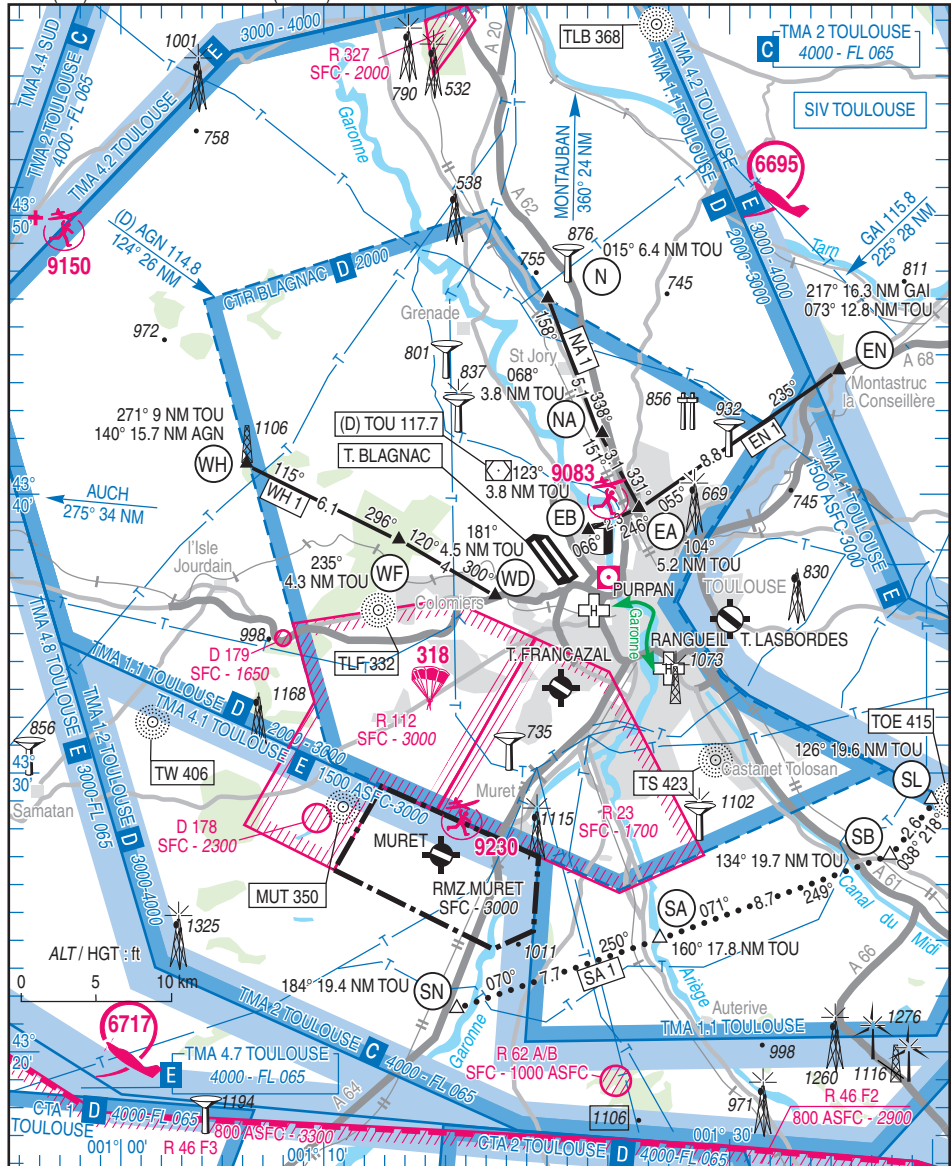 3000 - 4000
1001
E
TMA 4.4 SUD
C
TMA 2 TOULOUSE
4000 - FL 065
TMA 4.2 TOULOUSE
758
R 327
SFC - 2000
790
532
A 20
Garonne
TLB 368
TMA 4.2 TOULOUSE
TMA 1.1 TOULOUSE
C
TMA 2 TOULOUSE
4000 - FL 065
SIV TOULOUSE
6695
43°
50'
9150
(D) AGN 114.8
124° 26 NM
538
A 62
MONTAUBAN
360° 24 NM
D
E
2000 - 3000
3000 - 4000
Tarn
GAI 115.8
225° 28 NM
811
CTR BLAGNAC D 2000
755
876
N
015° 6.4 NM TOU
745
217° 16.3 NM GAI
073° 12.8 NM TOU
972
Grenade
801
837
St Jory
068°
3.8 NM TOU
158°
NA 1
5.1
338°
NA
856
932
EN
A 68
Montastruc
la Conseillère
235°
EN 1
8.8
055°
271° 9 NM TOU
140° 15.7 NM AGN
1106
WH
(D) TOU 117.7
T. BLAGNAC
123°
3.8 NM TOU
9083
151°
3.1
331°
669
745
TMA 4.1 TOULOUSE
1500 ASFC-3000
E
43°
40'
AUCH
275° 34 NM
115°
WH 1
6.1
296°
EB
066°
246°
EA
104°
5.2 NM TOU
l'Isle
Jourdain
235°
4.3 NM TOU
WF
120°
4
300°
181°
4.5 NM TOU
WD
Colomiers
PURPAN
H
TOULOUSE
830
998
D 179
SFC - 1650
TLF 332
318
T. FRANCAZAL
Garonne
RANGUEIL
1073
T. LASBORDES
TMA 4.8 TOULOUSE E 3000-FL 065
TMA 1.2 TOULOUSE D 3000-4000
TMA 1.1 TOULOUSE D 2000 - 3000
TMA 4.1 TOULOUSE E 1500 ASFC-3000
1168
R 112
SFC - 3000
735
TOE 415
126° 19.6 NM TOU
856
43°
30'
Samatan
TW 406
TS 423
Castanet Tolosan
SL
1102
Muret
R 23
SFC - 1700
D 178
SFC - 2300
MURET
9230
1115
SB
2.6
038°
218°
MUT 350
RMZ MURET
SFC - 3000
134° 19.7 NM TOU
A 61
Canal du Midi
1325
SA
071°
8.7
249°
1011
160° 17.8 NM TOU
A 66
ALT / HGT : ft
0 5 10 km
184° 19.4 NM TOU
SN
070°
7.7
250°
SA 1
Ariège
Auterive
6717
TMA 2 TOULOUSE C 4000 - FL 065
Garonne
TMA 1.1 TOULOUSE
1276
43°
20'
TMA 4.7 TOULOUSE
4000 - FL 065
E
R 62 A/B
SFC - 1000 ASFC
998
1260
1116
A 64
CTA 1 D 4000-FL 065
TOULOUSE
1194
1106
971
R 46 F2
800 ASFC - 2900
001° 00'
R 46 F3
800 ASFC - 3300
001° 10'
CTA 2 TOULOUSE D 4000-FL 065
001° 30'